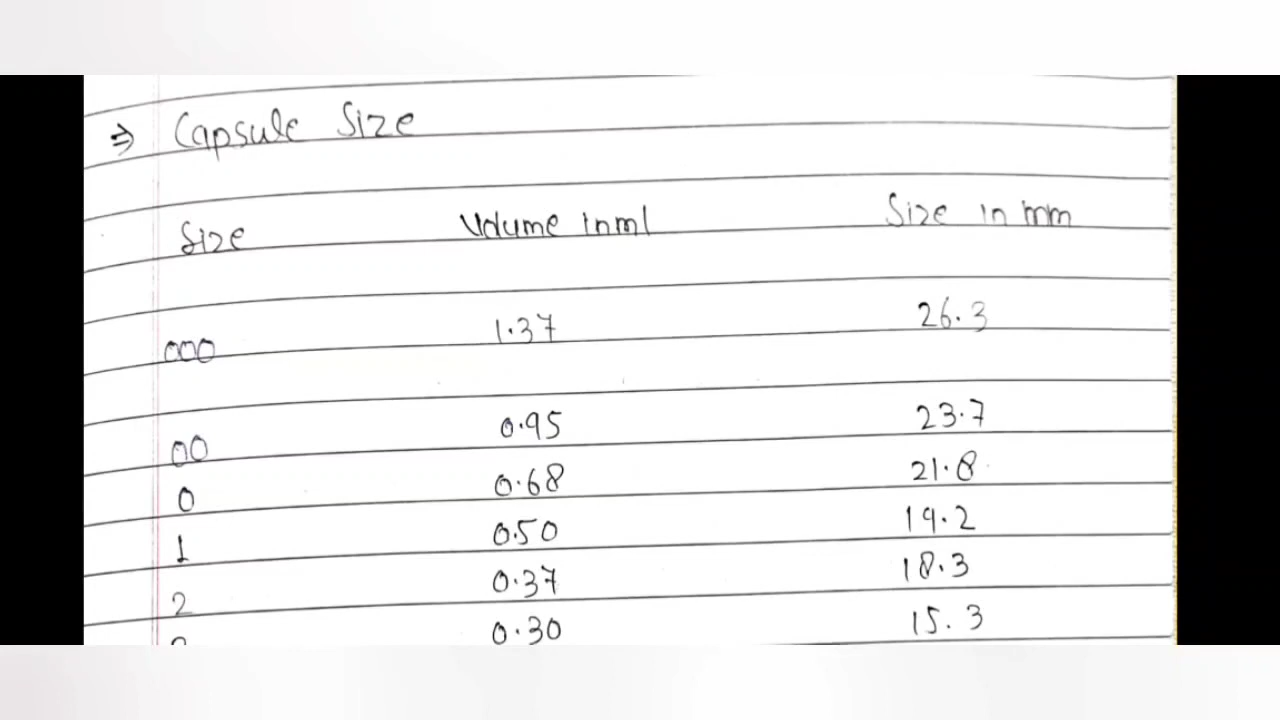 ⇒ Capsule Size
Size Volume in ml Size in mm
000 1.37 26.3
00 0.95 23.7
0 0.68 21.8
1 0.50 19.2
2 0.37 18.3
0.30 15.3